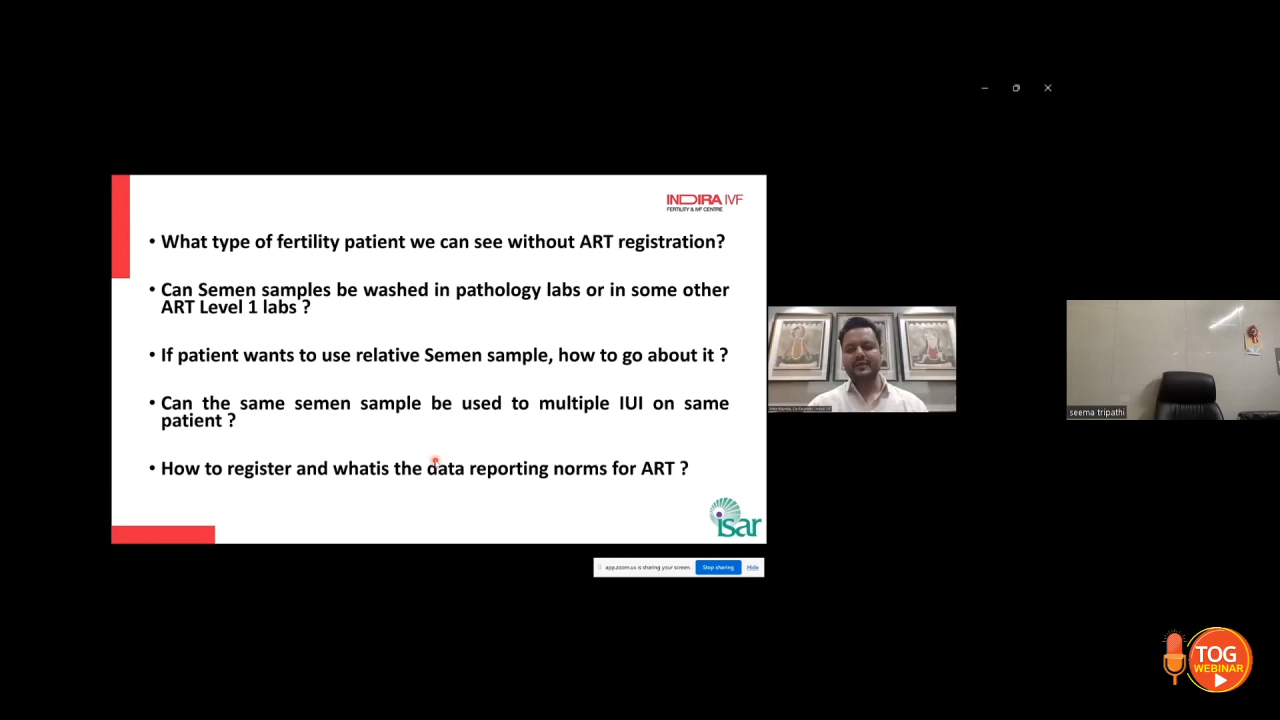 INDIRA IVF
FERTILITY & IVF CENTRE
• What type of fertility patient we can see without ART registration?
• Can Semen samples be washed in pathology labs or in some other
ART Level 1 labs ?
• If patient wants to use relative Semen sample, how to go about it ?
• Can the same semen sample be used to multiple IUI on same
patient ?
• How to register and whatis the data reporting norms for ART ?
isar
seema tripathi
app.zoom.us is sharing your screen.
Stop sharing
Hide
TOG
WEBINAR